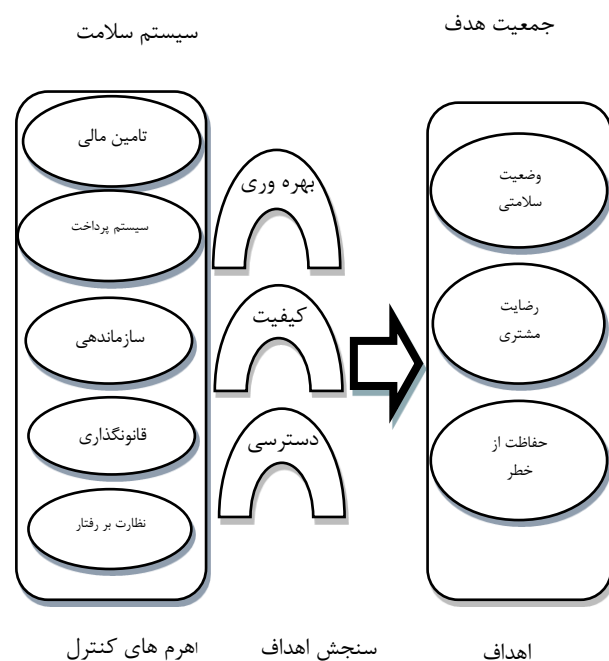 جمعیت هدف
سیستم سلامت
تامین مالی
سیستم پرداخت
سازماندهی
قانونگذاری
نظارت بر رفتار
بهره وری
کیفیت
دسترسی
وضعیت
سلامتی
رضایت
مشتری
حفاظت از
خطر
اهرم های کنترل
سنجش اهداف
اهداف